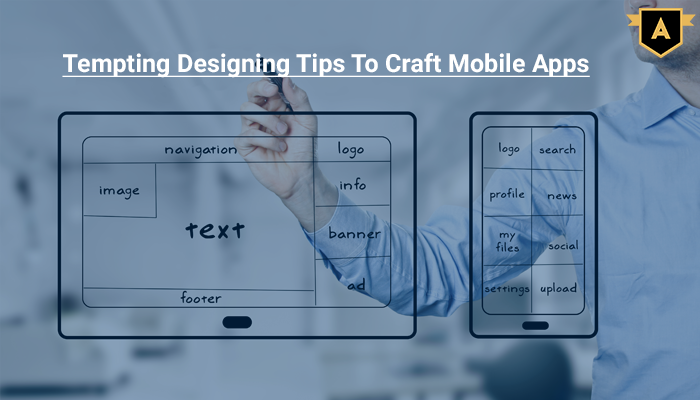 A
Tempting Designing Tips To Craft Mobile Apps
navigation
logo
image
info
text
banner
ad
footer
logo
search
profile
news
my
files
social
settings
upload